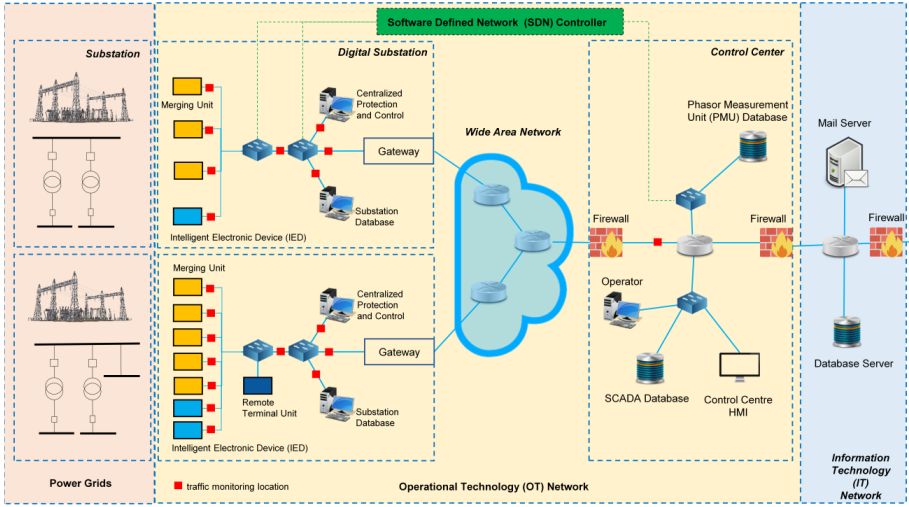 Software Defined Network (SDN) Controller
Substation
Digital Substation
Control Center
Merging Unit
Centralized
Protection
and Control
Gateway
Substation
Database
Intelligent Electronic Device (IED)
Wide Area Network
Phasor Measurement
Unit (PMU) Database
Mail Server
Firewall
Firewall
Firewall
Merging Unit
Centralized
Protection
and Control
Gateway
Remote
Terminal Unit
Substation
Database
Intelligent Electronic Device (IED)
Operator
SCADA Database
Control Centre
HMI
Database Server
Power Grids
traffic monitoring location
Operational Technology (OT) Network
Information
Technology
(IT)
Network